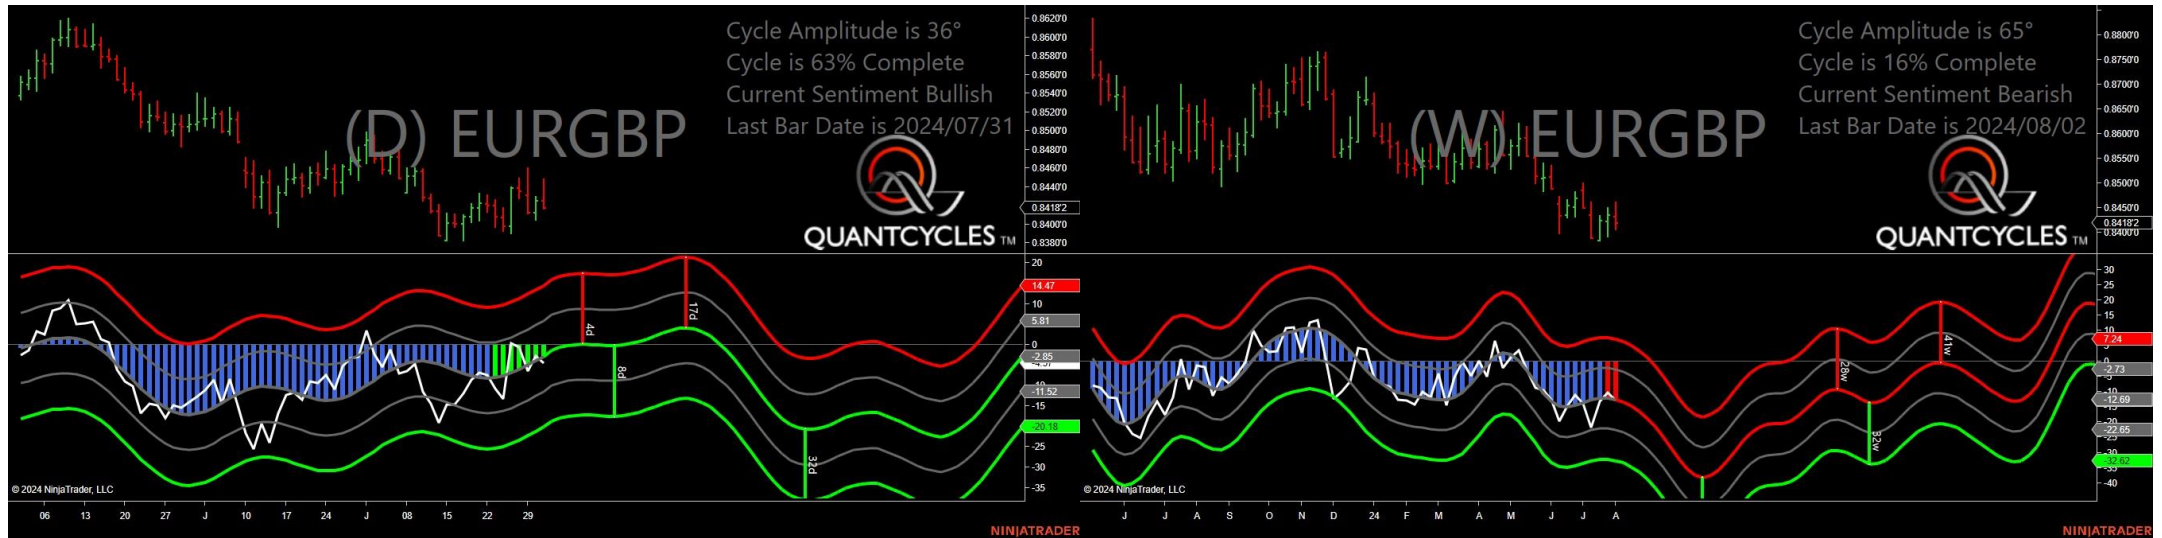 Cycle Amplitude is 36°
Cycle is 63% Complete
Current Sentiment Bullish
Last Bar Date is 2024/07/31
(D) EURGBP
QUANTCYCLES TM
0.8620'0
0.8600'0
0.8580'0
0.8560'0
0.8540'0
0.8520'0
0.8500'0
0.8480'0
0.8460'0
0.8440'0
0.8418'2
0.8400'0
0.8380'0
20
14.47
10
5.81
0
-2.85
-11.52
-15
-20.18
-25
-30
-35
4d
17d
8d
32d
© 2024 NinjaTrader, LLC
06 13 20 27 J 10 17 24 J 08 15 22 29
NINJATRADER
Cycle Amplitude is 65°
Cycle is 16% Complete
Current Sentiment Bearish
Last Bar Date is 2024/08/02
(W) EURGBP
QUANTCYCLES TM
0.8800'0
0.8750'0
0.8700'0
0.8650'0
0.8600'0
0.8550'0
0.8500'0
0.8450'0
0.8418'2
0.8400'0
30
25
20
15
10
7.24
-2.73
-12.69
-22.65
-32.62
-40
28w
41w
32w
© 2024 NinjaTrader, LLC
J J A S O N D 24 F M A M J J A
NINJATRADER